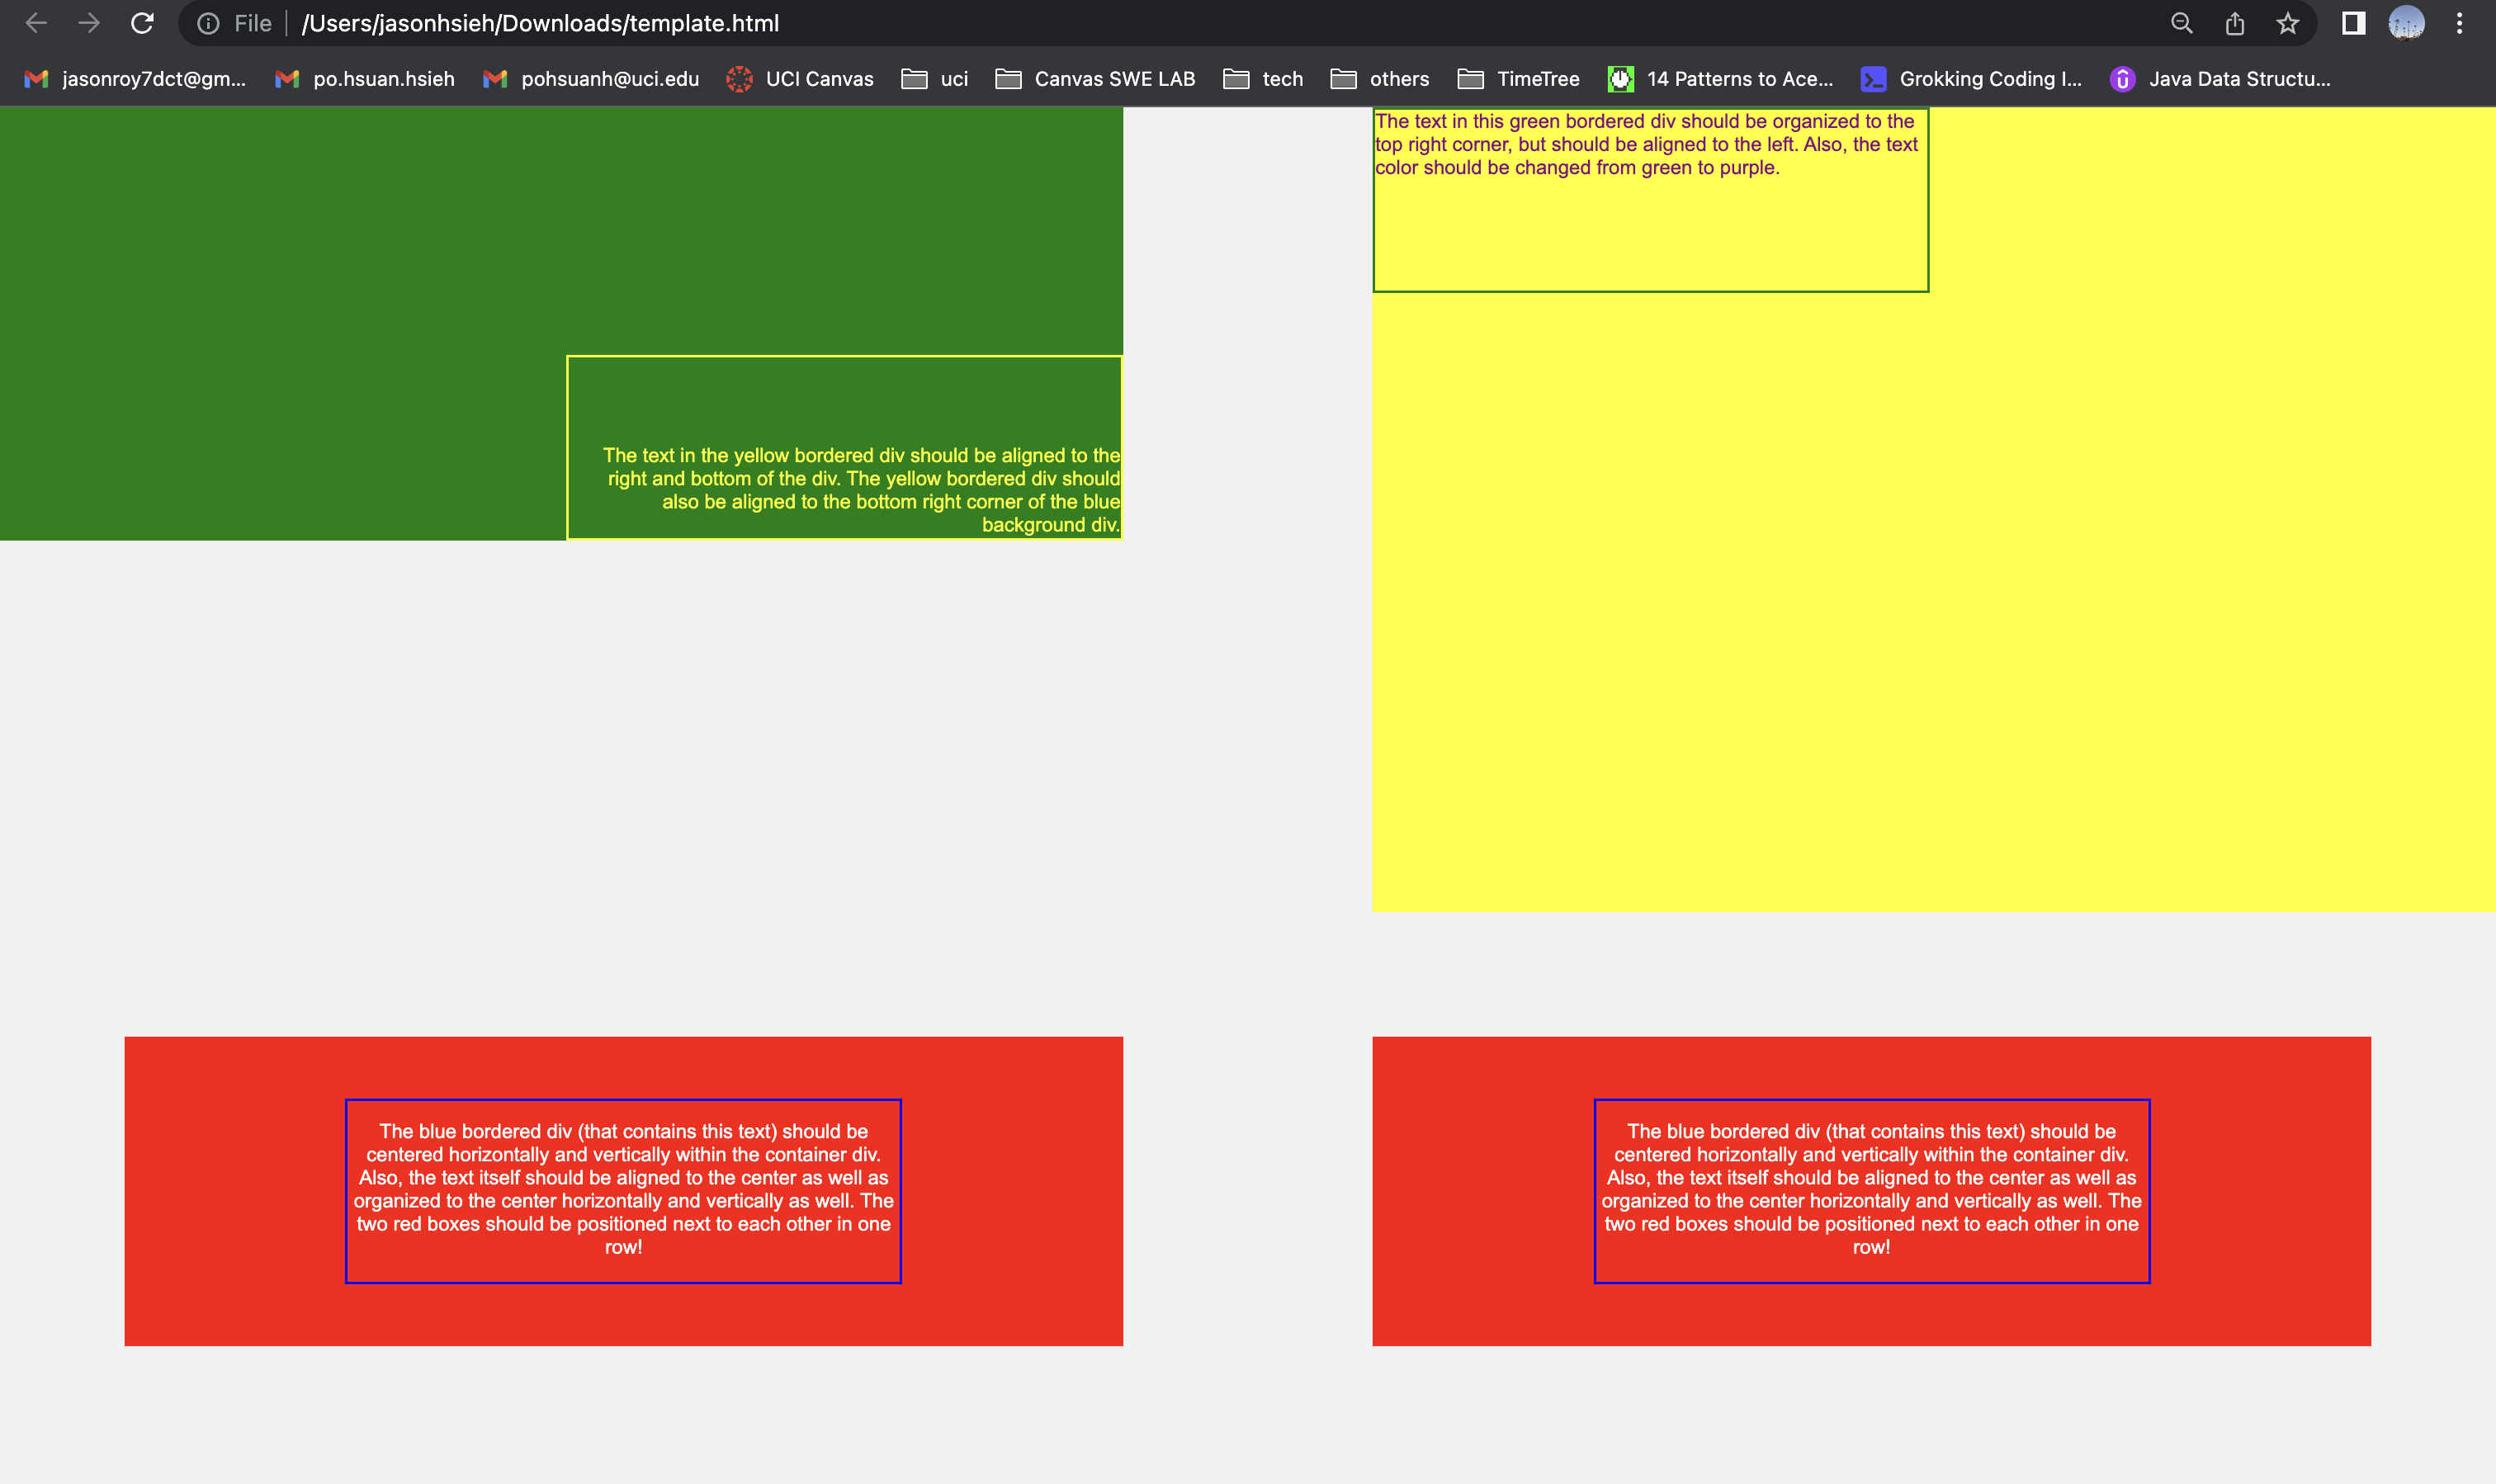 File /Users/jasonhsieh/Downloads/template.html
jasonroy7dct@gm... po.hsuan.hsieh pohsuanh@uci.edu UCI Canvas uci Canvas SWE LAB tech others TimeTree 14 Patterns to Ace... Grokking Coding I... Java Data Structu...
The text in this green bordered div should be organized to the
top right corner, but should be aligned to the left. Also, the text
color should be changed from green to purple.
The text in the yellow bordered div should be aligned to the
right and bottom of the div. The yellow bordered div should
also be aligned to the bottom right corner of the blue
background div.
The blue bordered div (that contains this text) should be
centered horizontally and vertically within the container div.
Also, the text itself should be aligned to the center as well as
organized to the center horizontally and vertically as well. The
two red boxes should be positioned next to each other in one
row!
The blue bordered div (that contains this text) should be
centered horizontally and vertically within the container div.
Also, the text itself should be aligned to the center as well as
organized to the center horizontally and vertically as well. The
two red boxes should be positioned next to each other in one
row!